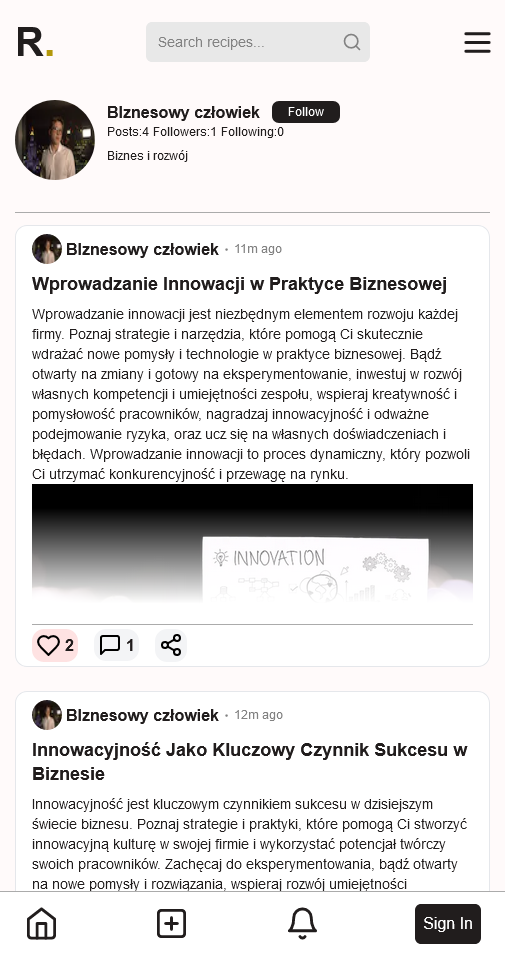 R.
Search recipes...
BIznesowy człowiek
Follow
Posts:4 Followers:1 Following:0
Biznes i rozwój
BIznesowy człowiek • 11m ago
Wprowadzanie Innowacji w Praktyce Biznesowej
Wprowadzanie innowacji jest niezbędnym elementem rozwoju każdej
firmy. Poznaj strategie i narzędzia, które pomogą Ci skutecznie
wdrażać nowe pomysły i technologie w praktyce biznesowej. Bądź
otwarty na zmiany i gotowy na eksperymentowanie, inwestuj w rozwój
własnych kompetencji i umiejętności zespołu, wspieraj kreatywność i
pomysłowość pracowników, nagradzaj innowacyjność i odważne
podejmowanie ryzyka, oraz ucz się na własnych doświadczeniach i
błędach. Wprowadzanie innowacji to proces dynamiczny, który pozwoli
Ci utrzymać konkurencyjność i przewagę na rynku.
INNOVATION
2
1
BIznesowy człowiek • 12m ago
Innowacyjność Jako Kluczowy Czynnik Sukcesu w
Biznesie
Innowacyjność jest kluczowym czynnikiem sukcesu w dzisiejszym
świecie biznesu. Poznaj strategie i praktyki, które pomogą Ci stworzyć
innowacyjną kulturę w swojej firmie i wykorzystać potencjał twórczy
swoich pracowników. Zachęcaj do eksperymentowania, bądź otwarty
na nowe pomysły i rozwiązania, wspieraj rozwój umiejętności
Sign In